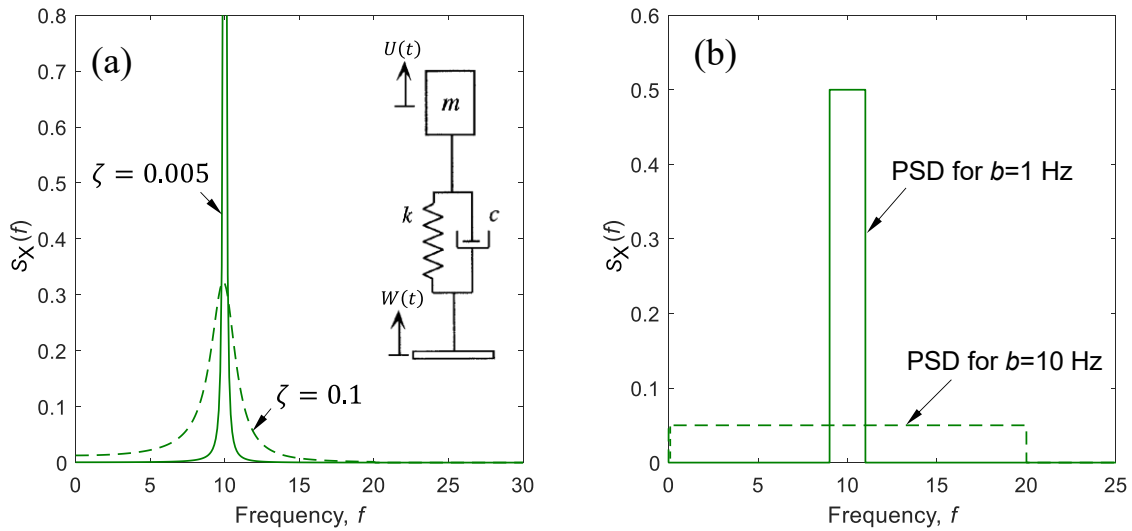 (a)
0.8
0.7
0.6
0.5
0.4
0.3
0.2
0.1
0
0 5 10 15 20 25 30
Frequency, f
s_X(f)
ζ = 0.005
ζ = 0.1
U(t)
m
k c
W(t)
(b)
0.6
0.5
0.4
0.3
0.2
0.1
0
0 5 10 15 20 25
Frequency, f
s_X(f)
PSD for b=1 Hz
PSD for b=10 Hz